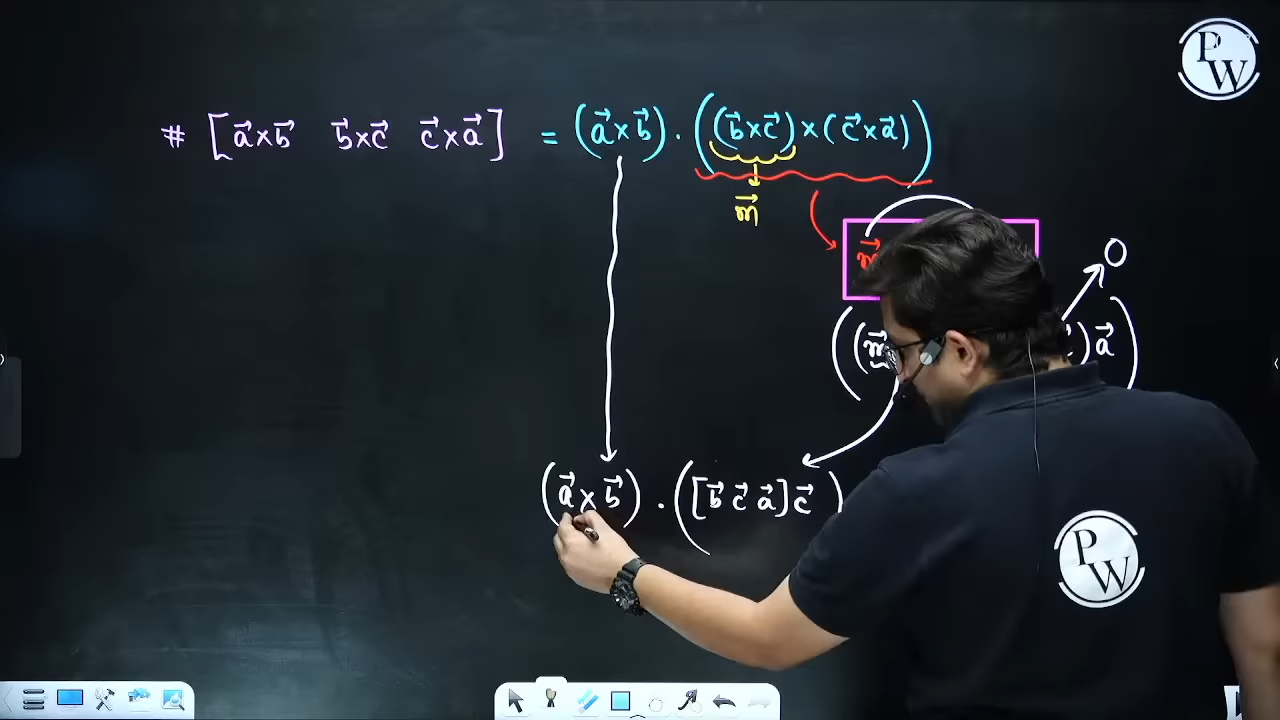 PW
# [a⃗×b⃗ b⃗×c⃗ c⃗×a⃗] = (a⃗×b⃗).((b⃗×c⃗)×(c⃗×a⃗))
m⃗
m⃗
0
((m⃗ )a⃗)
(a⃗×b⃗).([b⃗ c⃗ a⃗]c⃗)
PW